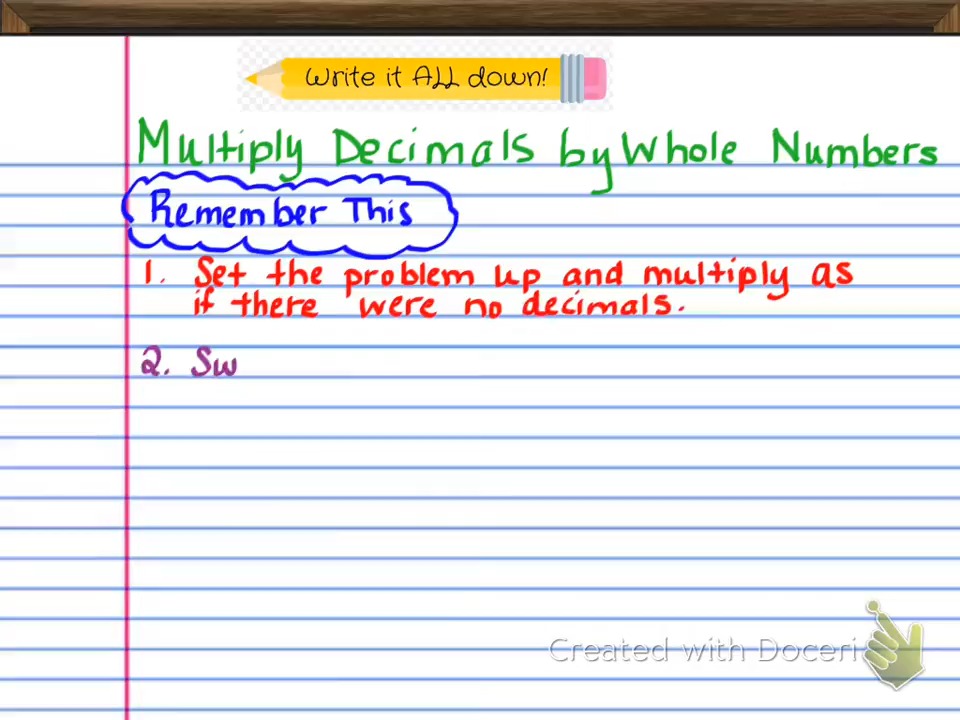 Write it ALL down!
Multiply Decimals by Whole Numbers
Remember This
1. Set the problem up and multiply as
if there were no decimals.
2. Sw
Created with Doceri